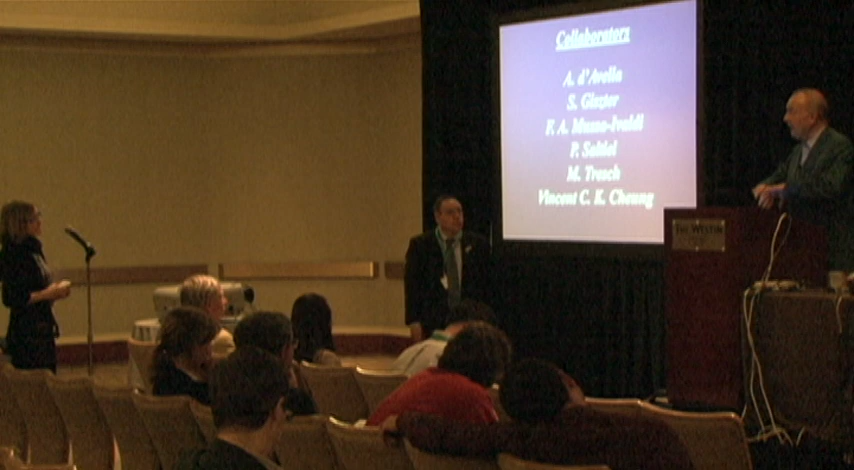 Collaborators
A. d'Avella
S. Giszter
F. A. Mussa-Ivaldi
P. Saltiel
M. Tresch
Vincent C. K. Cheung
THE WESTIN